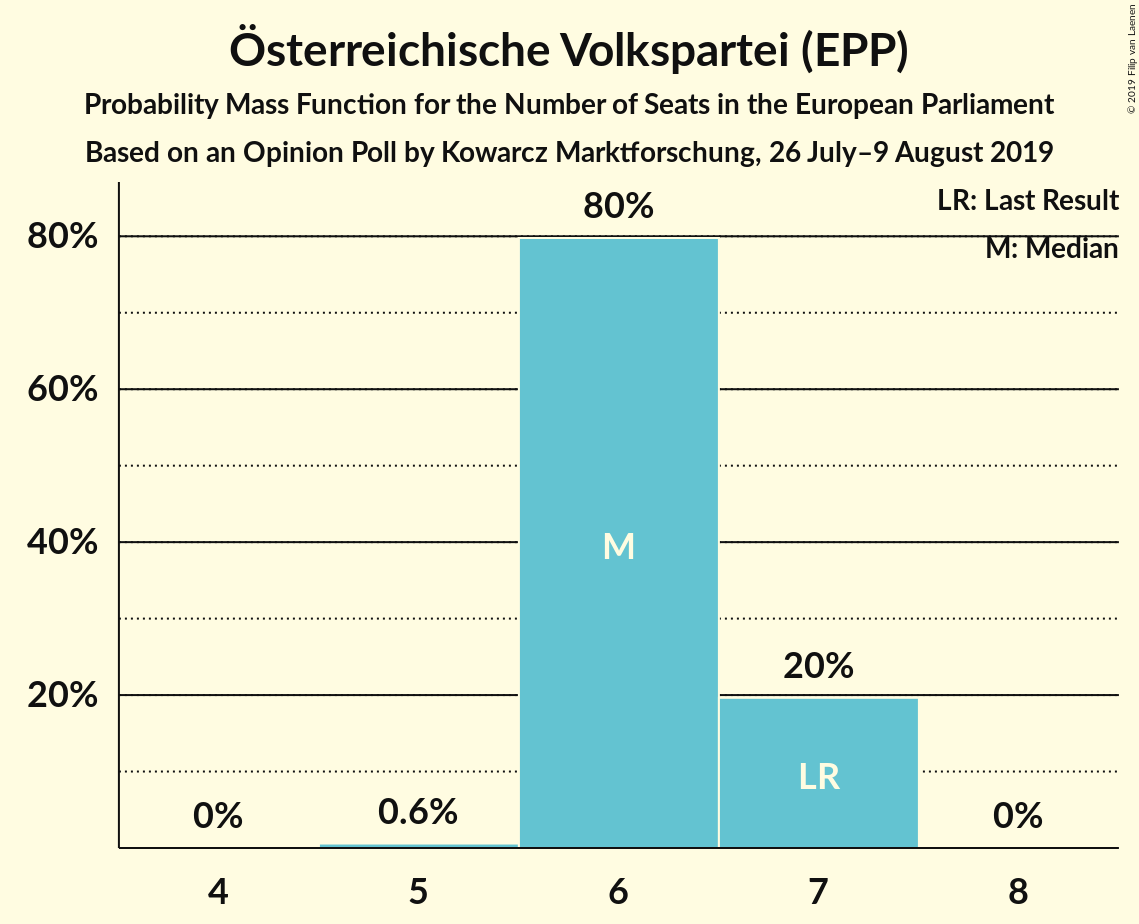 Österreichische Volkspartei (EPP)
Probability Mass Function for the Number of Seats in the European Parliament
Based on an Opinion Poll by Kowarcz Marktforschung, 26 July–9 August 2019
© 2019 Filip van Laenen
LR: Last Result
M: Median
80%
60%
40%
20%
0%
0.6%
80%
20%
0%
M
LR
4
5
6
7
8